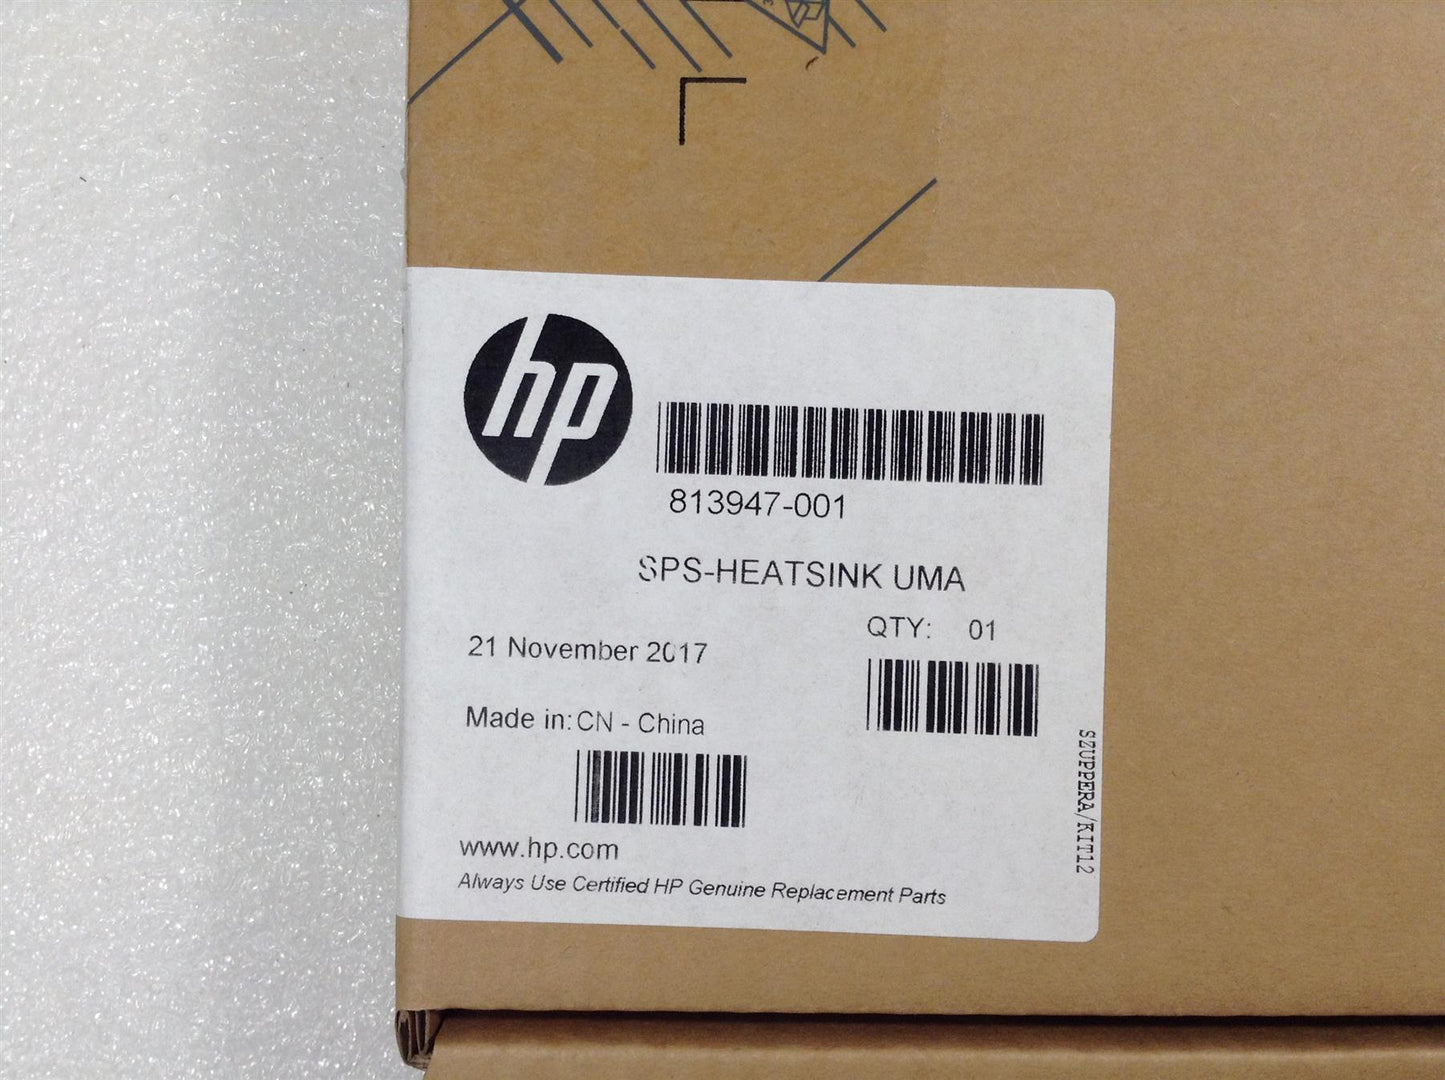 hp
813947-001
SPS-HEATSINK UMA
QTY: 01
21 November 2017
Made in: CN - China
www.hp.com
Always Use Certified HP Genuine Replacement Parts
SZUPPERA/KIT12